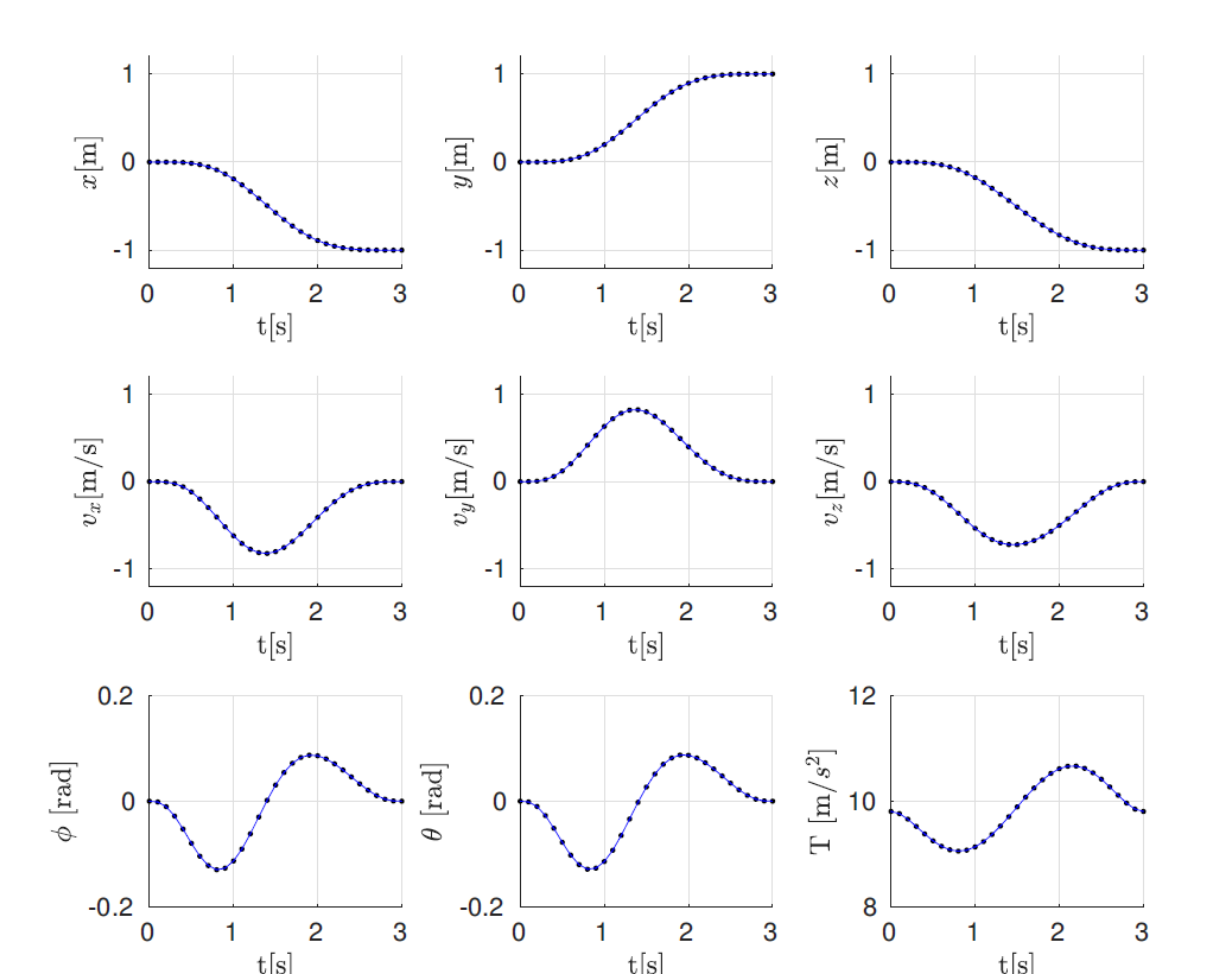 1 0 -1
x[m]
0 1 2 3
t[s]
1 0 -1
y[m]
0 1 2 3
t[s]
1 0 -1
z[m]
0 1 2 3
t[s]
1 0 -1
v_x[m/s]
0 1 2 3
t[s]
1 0 -1
v_y[m/s]
0 1 2 3
t[s]
1 0 -1
v_z[m/s]
0 1 2 3
t[s]
0.2 0 -0.2
ϕ [rad]
0 1 2 3
t[s]
0.2 0 -0.2
θ [rad]
0 1 2 3
t[s]
12 10 8
T [m/s²]
0 1 2 3
t[s]